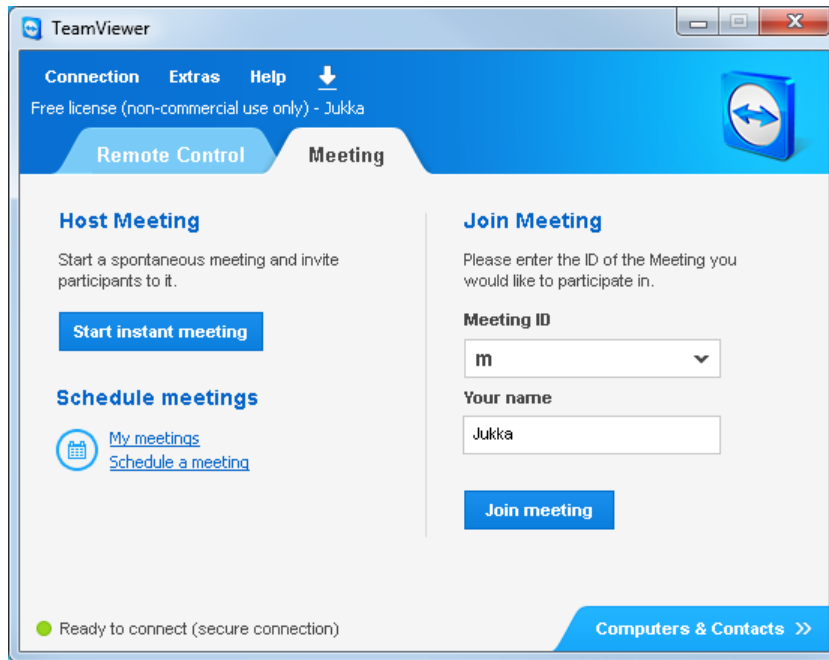 TeamViewer
Connection Extras Help
Free license (non-commercial use only) - Jukka
Remote Control Meeting
Host Meeting
Start a spontaneous meeting and invite
participants to it.
Start instant meeting
Schedule meetings
My meetings
Schedule a meeting
Join Meeting
Please enter the ID of the Meeting you
would like to participate in.
Meeting ID
m
Your name
Jukka
Join meeting
Ready to connect (secure connection)
Computers & Contacts >>